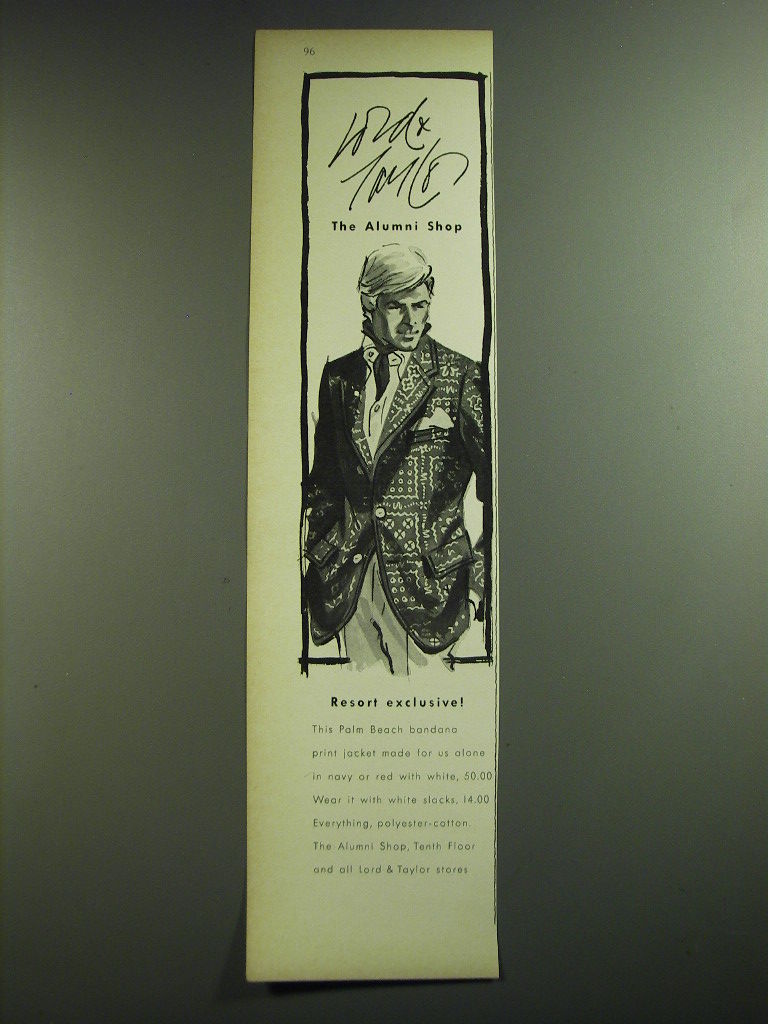 96
Lord &
Taylor
The Alumni Shop
Resort exclusive!
This Palm Beach bandana
print jacket made for us alone
in navy or red with white, 50.00
Wear it with white slacks, 14.00
Everything, polyester-cotton.
The Alumni Shop, Tenth Floor
and all Lord & Taylor stores